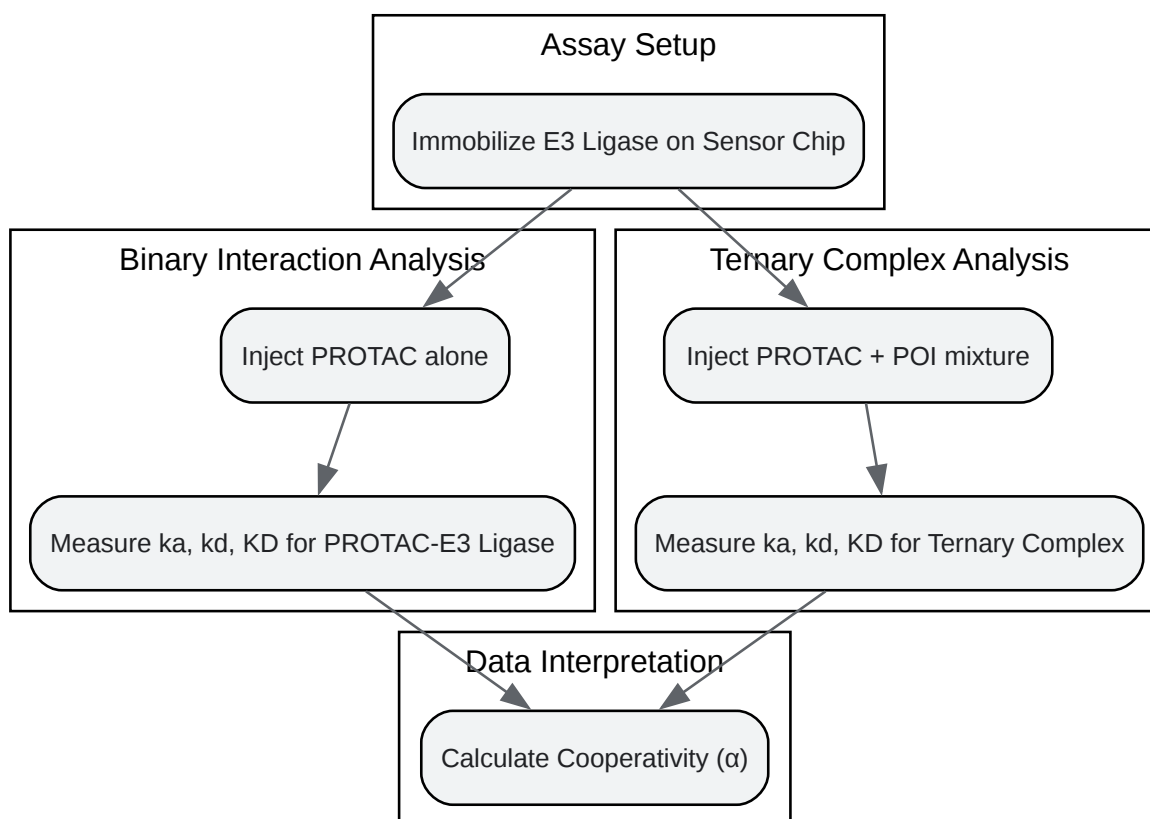 Assay Setup
Immobilize E3 Ligase on Sensor Chip
Binary Interaction Analysis
Ternary Complex Analysis
Inject PROTAC alone
Inject PROTAC + POI mixture
Measure ka, kd, KD for PROTAC-E3 Ligase
Measure ka, kd, KD for Ternary Complex
Data Interpretation
Calculate Cooperativity (α)